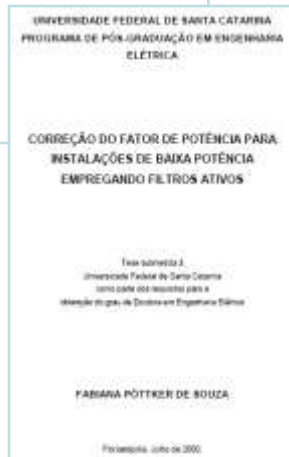 UNIVERSIDADE FEDERAL DE SANTA CATARINA
PROGRAMA DE PÓS-GRADUAÇÃO EM ENGENHARIA
ELÉTRICA
CORREÇÃO DO FATOR DE POTÊNCIA PARA
INSTALAÇÕES DE BAIXA POTÊNCIA
EMPREGANDO FILTROS ATIVOS
Tese submetida à
Universidade Federal de Santa Catarina
como parte dos requisitos para a
obtenção do grau de Doutora em Engenharia Elétrica
FABIANA PÖTTKER DE SOUZA
Florianópolis, Julho de 2000.